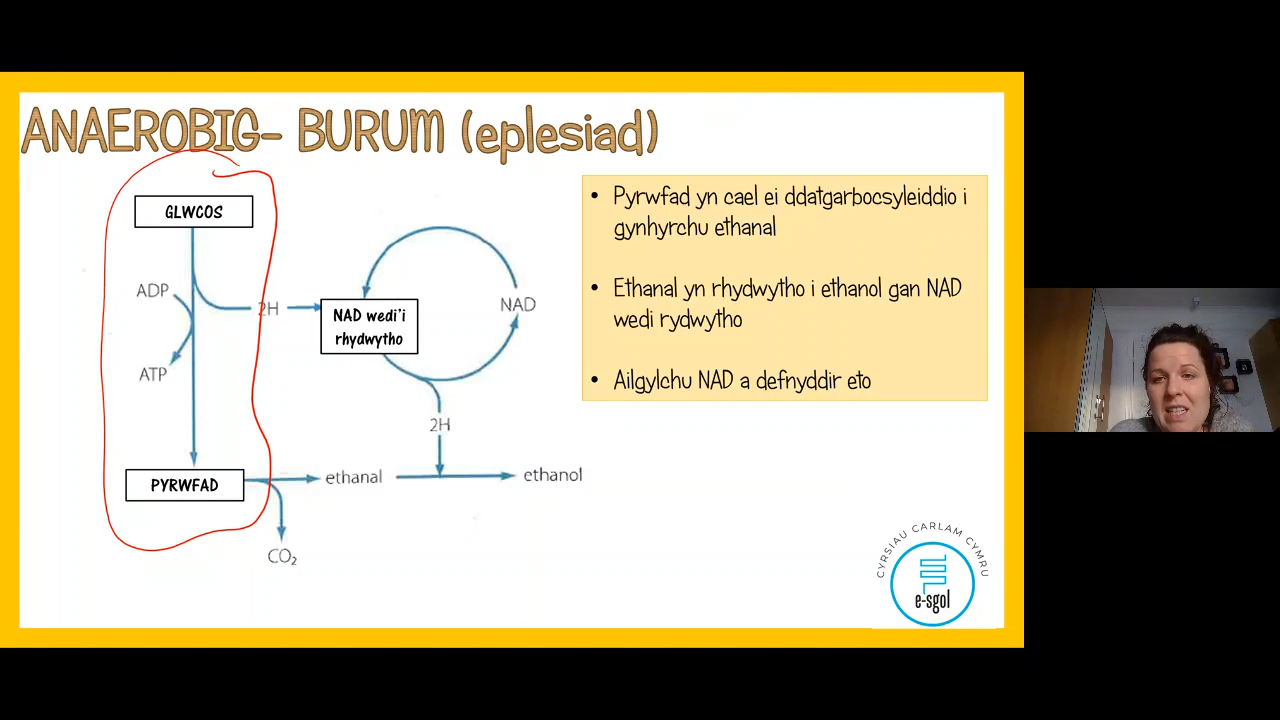 ANAEROBIG- BURUM (eplesiad)
GLWCOS
ADP
ATP
2H
NAD wedi'i
rhydwytho
NAD
2H
PYRWFAD
ethanal
ethanol
CO₂
• Pyrwfad yn cael ei ddatgarbocsyleiddio i
gynhyrchu ethanal
• Ethanal yn rhydwytho i ethanol gan NAD
wedi rydwytho
• Ailgylchu NAD a defnyddir eto
CYRSIAU CARLAM CYMRU
e-sgol